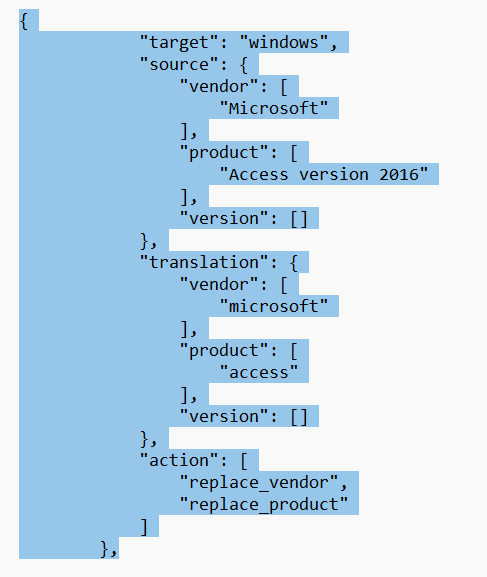 {
            "target": "windows",
            "source": {
                "vendor": [
                    "Microsoft"
                ],
                "product": [
                    "Access version 2016"
                ],
                "version": []
            },
            "translation": {
                "vendor": [
                    "microsoft"
                ],
                "product": [
                    "access"
                ],
                "version": []
            },
            "action": [
                "replace_vendor",
                "replace_product"
            ]
        },